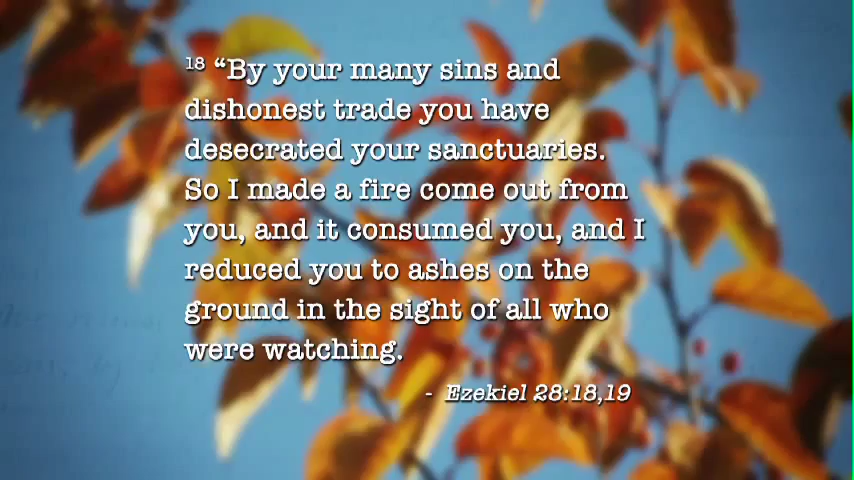 18 “By your many sins and
dishonest trade you have
desecrated your sanctuaries.
So I made a fire come out from
you, and it consumed you, and I
reduced you to ashes on the
ground in the sight of all who
were watching.
- Ezekiel 28:18,19